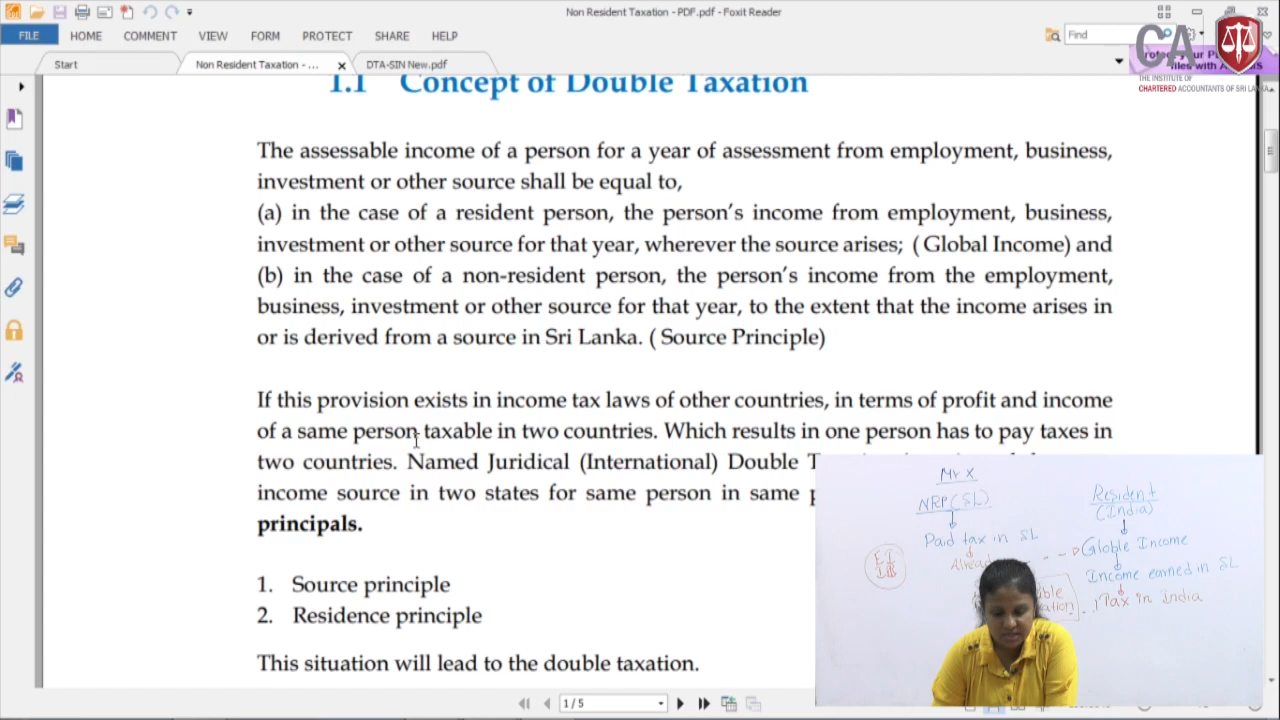 Non Resident Taxation - PDF.pdf - Foxit Reader
FILE HOME COMMENT VIEW FORM PROTECT SHARE HELP
Find
CA
THE INSTITUTE OF
CHARTERED ACCOUNTANTS OF SRI LANKA
Start Non Resident Taxation - ... DTA-SIN New.pdf
1.1 Concept of Double Taxation
The assessable income of a person for a year of assessment from employment, business,
investment or other source shall be equal to,
(a) in the case of a resident person, the person's income from employment, business,
investment or other source for that year, wherever the source arises; ( Global Income) and
(b) in the case of a non-resident person, the person's income from the employment,
business, investment or other source for that year, to the extent that the income arises in
or is derived from a source in Sri Lanka. ( Source Principle)
If this provision exists in income tax laws of other countries, in terms of profit and income
of a same person taxable in two countries. Which results in one person has to pay taxes in
two countries. Named Juridical (International) Double
income source in two states for same person in same
principals.
1. Source principle
2. Residence principle
This situation will lead to the double taxation.
Mr X
NRP (SL)
Paid tax in SL
Resident
(India)
Globle Income
Income earned in SL
Tax in India
1 / 5